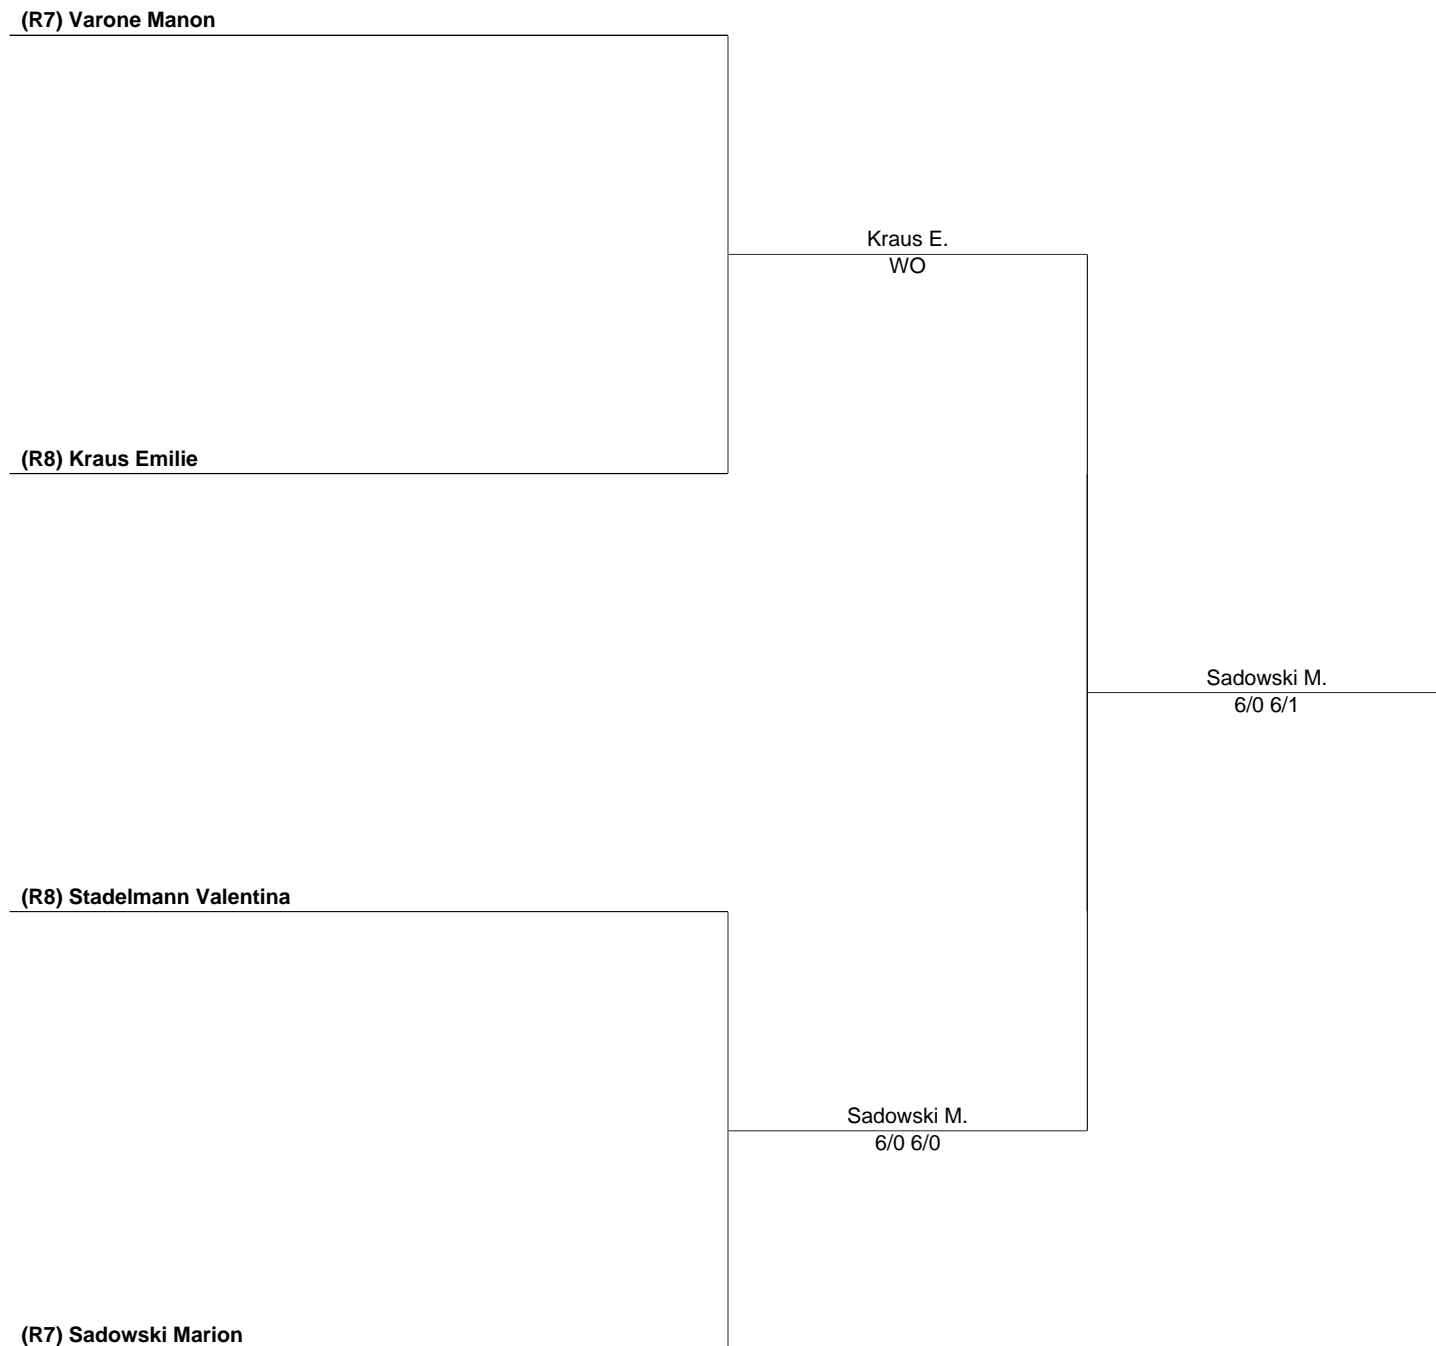 (R7) Varone Manon
Kraus E.
WO
(R8) Kraus Emilie
Sadowski M.
6/0 6/1
(R8) Stadelmann Valentina
Sadowski M.
6/0 6/0
(R7) Sadowski Marion